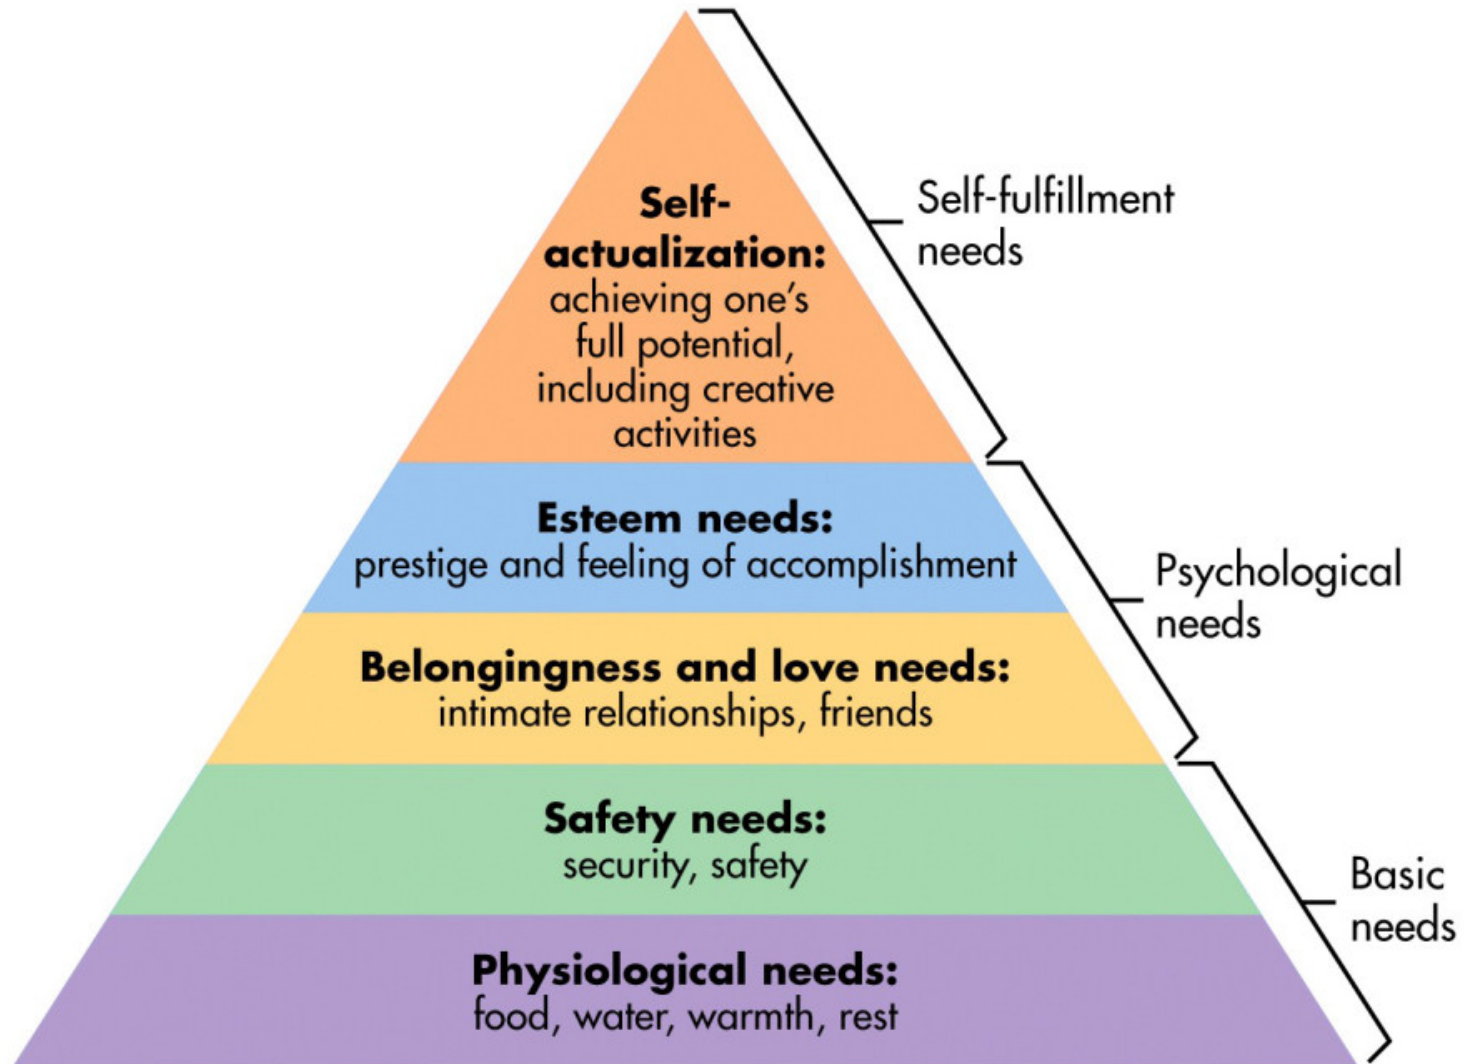 Self-
actualization:
achieving one's
full potential,
including creative
activities
Self-fulfillment
needs
Esteem needs:
prestige and feeling of accomplishment
Psychological
needs
Belongingness and love needs:
intimate relationships, friends
Safety needs:
security, safety
Basic
needs
Physiological needs:
food, water, warmth, rest